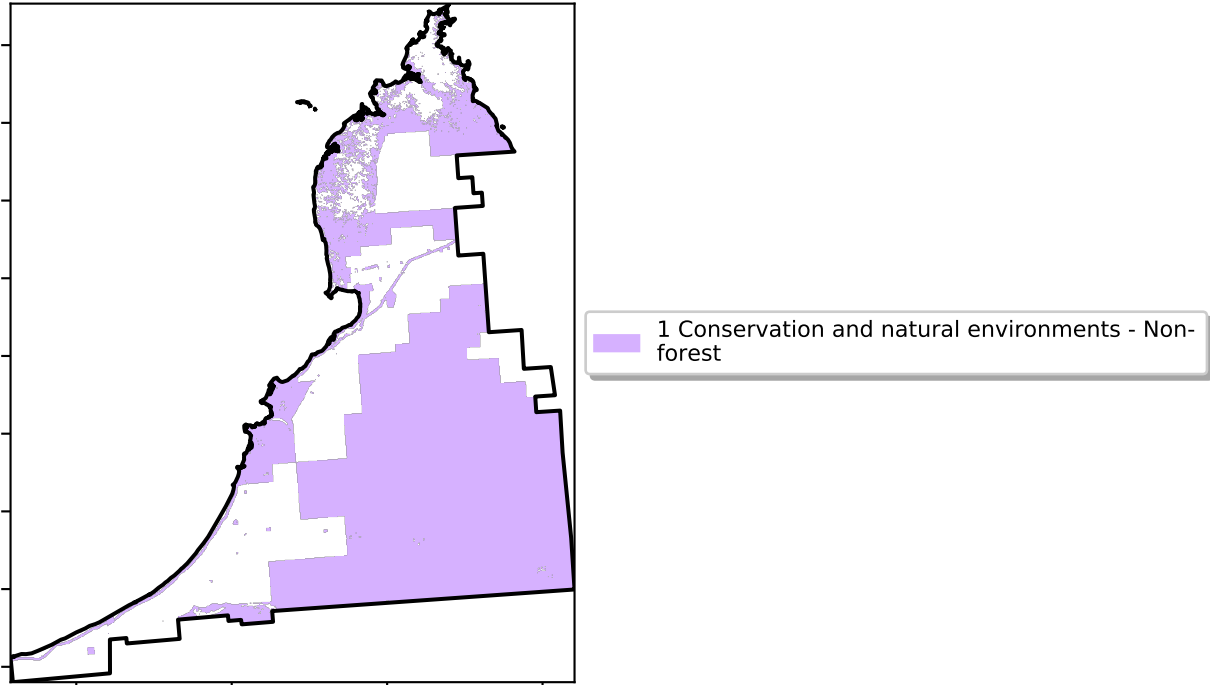 1 Conservation and natural environments - Non-
forest